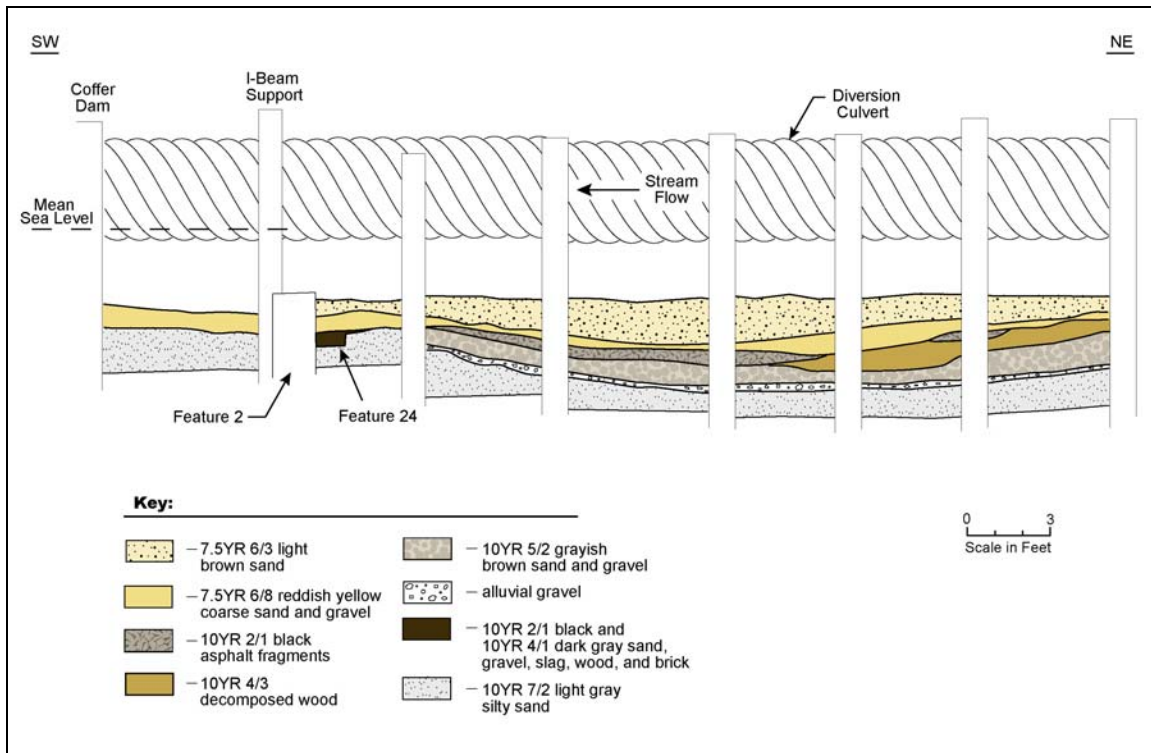 SW
NE
Coffer
Dam
I-Beam
Support
Diversion
Culvert
Stream
Flow
Mean
Sea Level
Feature 2
Feature 24
Key:
– 7.5YR 6/3 light
brown sand
– 7.5YR 6/8 reddish yellow
coarse sand and gravel
– 10YR 2/1 black
asphalt fragments
– 10YR 4/3
decomposed wood
– 10YR 5/2 grayish
brown sand and gravel
– alluvial gravel
– 10YR 2/1 black and
10YR 4/1 dark gray sand,
gravel, slag, wood, and brick
– 10YR 7/2 light gray
silty sand
0 3
Scale in Feet